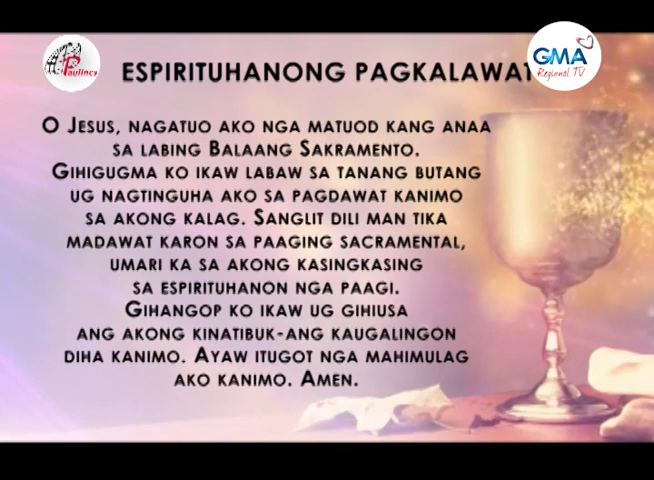 Paulines
GMA
Regional TV
ESPIRITUHANONG PAGKALAWAT
O JESUS, NAGATUO AKO NGA MATUOD KANG ANAA
SA LABING BALAANG SAKRAMENTO.
GIHIGUGMA KO IKAW LABAW SA TANANG BUTANG
UG NAGTINGUHA AKO SA PAGDAWAT KANIMO
SA AKONG KALAG. SANGLIT DILI MAN TIKA
MADAWAT KARON SA PAAGING SACRAMENTAL,
UMARI KA SA AKONG KASINGKASING
SA ESPIRITUHANON NGA PAAGI.
GIHANGOP KO IKAW UG GIHIUSA
ANG AKONG KINATIBUK-ANG KAUGALINGON
DIHA KANIMO. AYAW ITUGOT NGA MAHIMULAG
AKO KANIMO. AMEN.